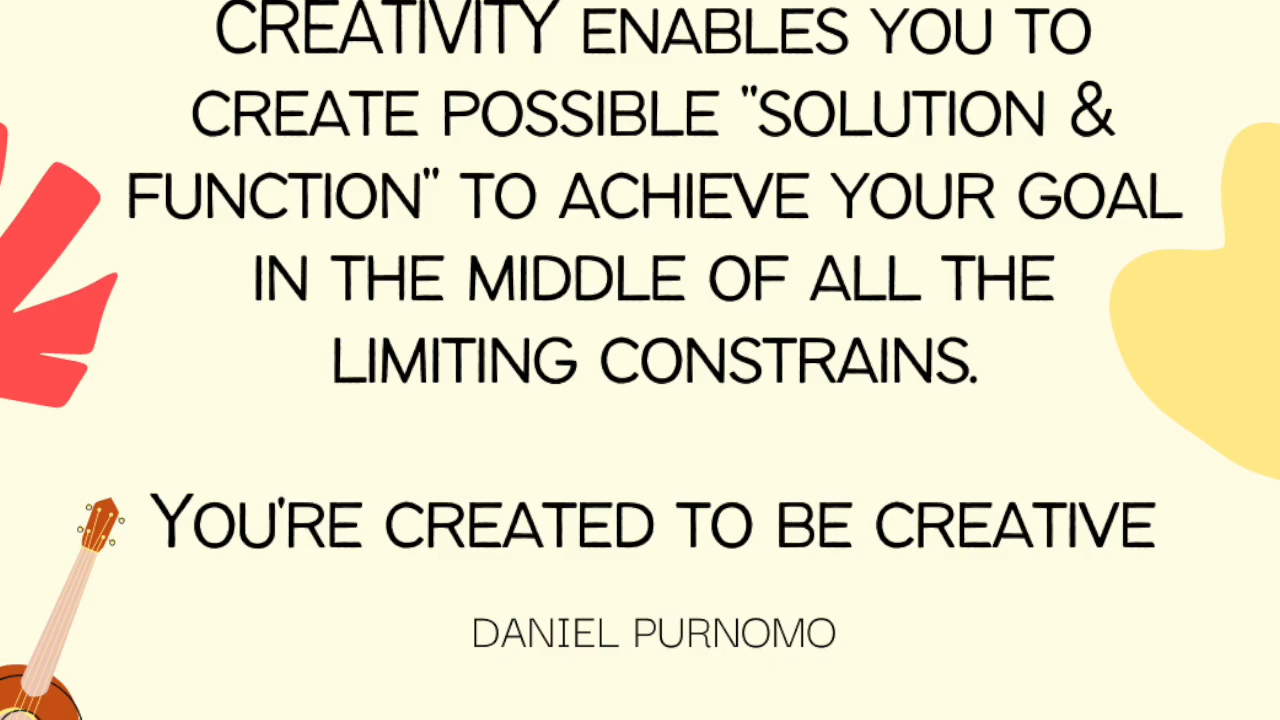 CREATIVITY ENABLES YOU TO
CREATE POSSIBLE "SOLUTION &
FUNCTION" TO ACHIEVE YOUR GOAL
IN THE MIDDLE OF ALL THE
LIMITING CONSTRAINS.
YOU'RE CREATED TO BE CREATIVE
DANIEL PURNOMO